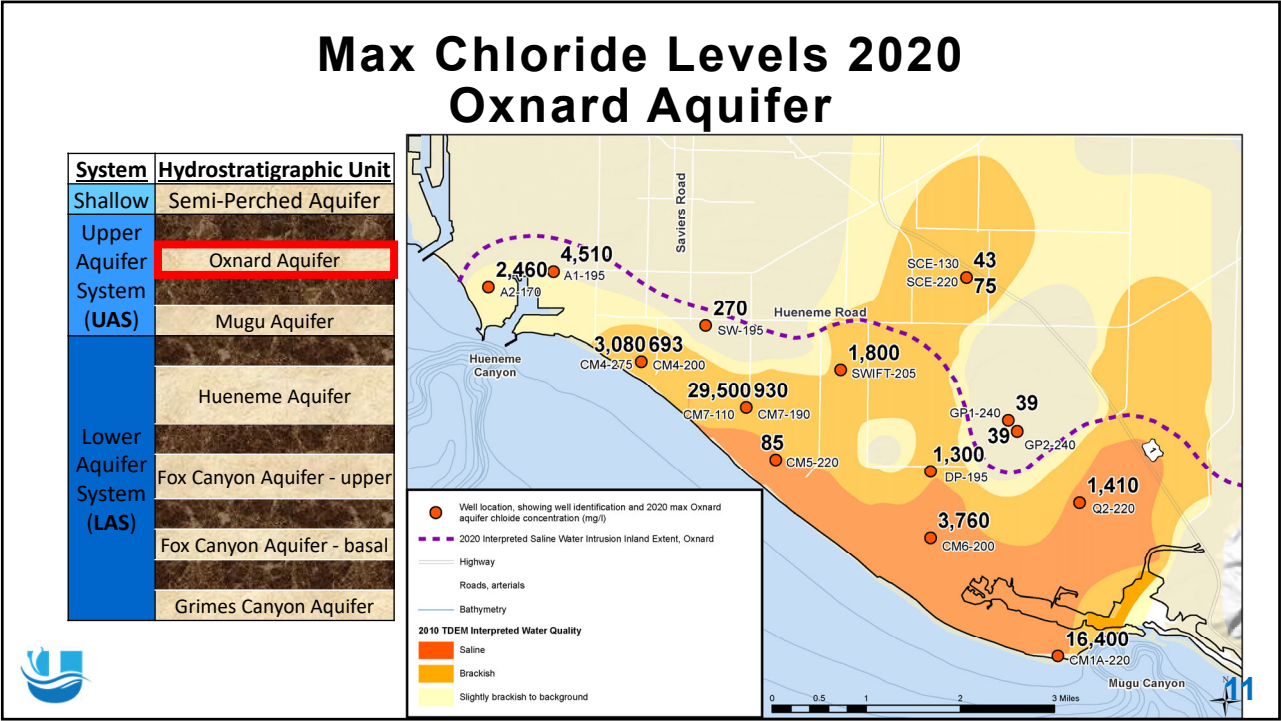 Max Chloride Levels 2020
Oxnard Aquifer
System Hydrostratigraphic Unit
Shallow Semi-Perched Aquifer
Upper
Aquifer
System
(UAS)
Oxnard Aquifer
Mugu Aquifer
Lower
Aquifer
System
(LAS)
Hueneme Aquifer
Fox Canyon Aquifer - upper
Fox Canyon Aquifer - basal
Grimes Canyon Aquifer
Saviers Road
4,510
A1-195
2,460
A2-170
SCE-130 43
SCE-220 75
270
SW-195
Hueneme Road
Hueneme
Canyon
3,080 693
CM4-275 CM4-200
1,800
SWIFT-205
29,500 930
CM7-110 CM7-190
GP1-240 39
39 GP2-240
85
CM5-220
1,300
DP-195
1
1,410
Q2-220
3,760
CM6-200
16,400
CM1A-220
Mugu Canyon
Well location, showing well identification and 2020 max Oxnard
aquifer chloide concentration (mg/l)
2020 Interpreted Saline Water Intrusion Inland Extent, Oxnard
Highway
Roads, arterials
Bathymetry
2010 TDEM Interpreted Water Quality
Saline
Brackish
Slightly brackish to background
0 0.5 1 2 3 Miles
N
11